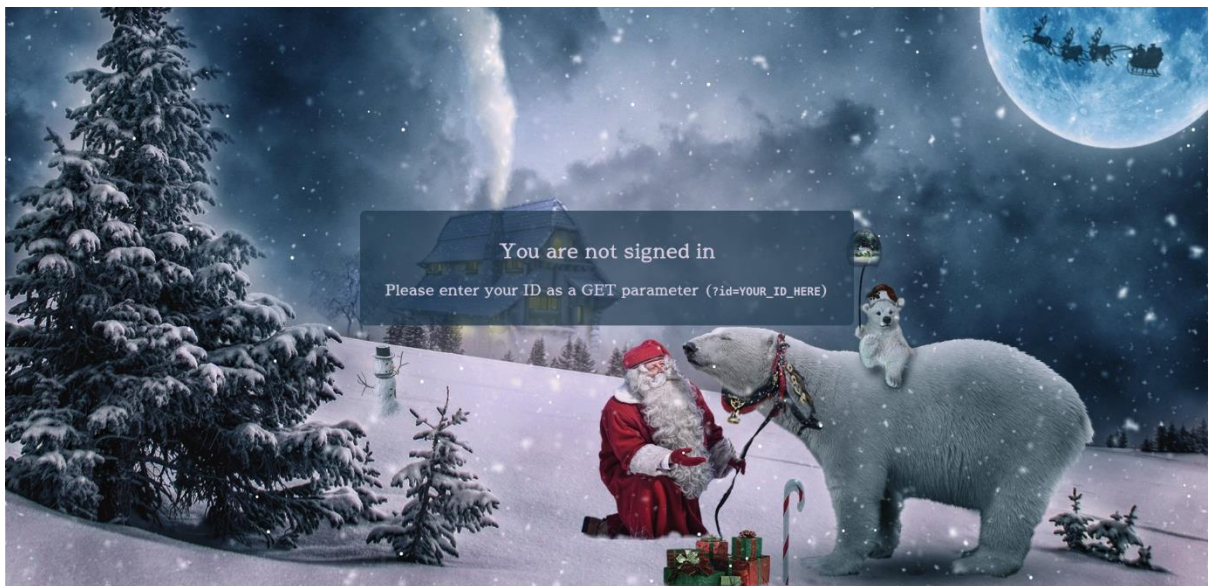 You are not signed in
Please enter your ID as a GET parameter (?id=YOUR_ID_HERE)